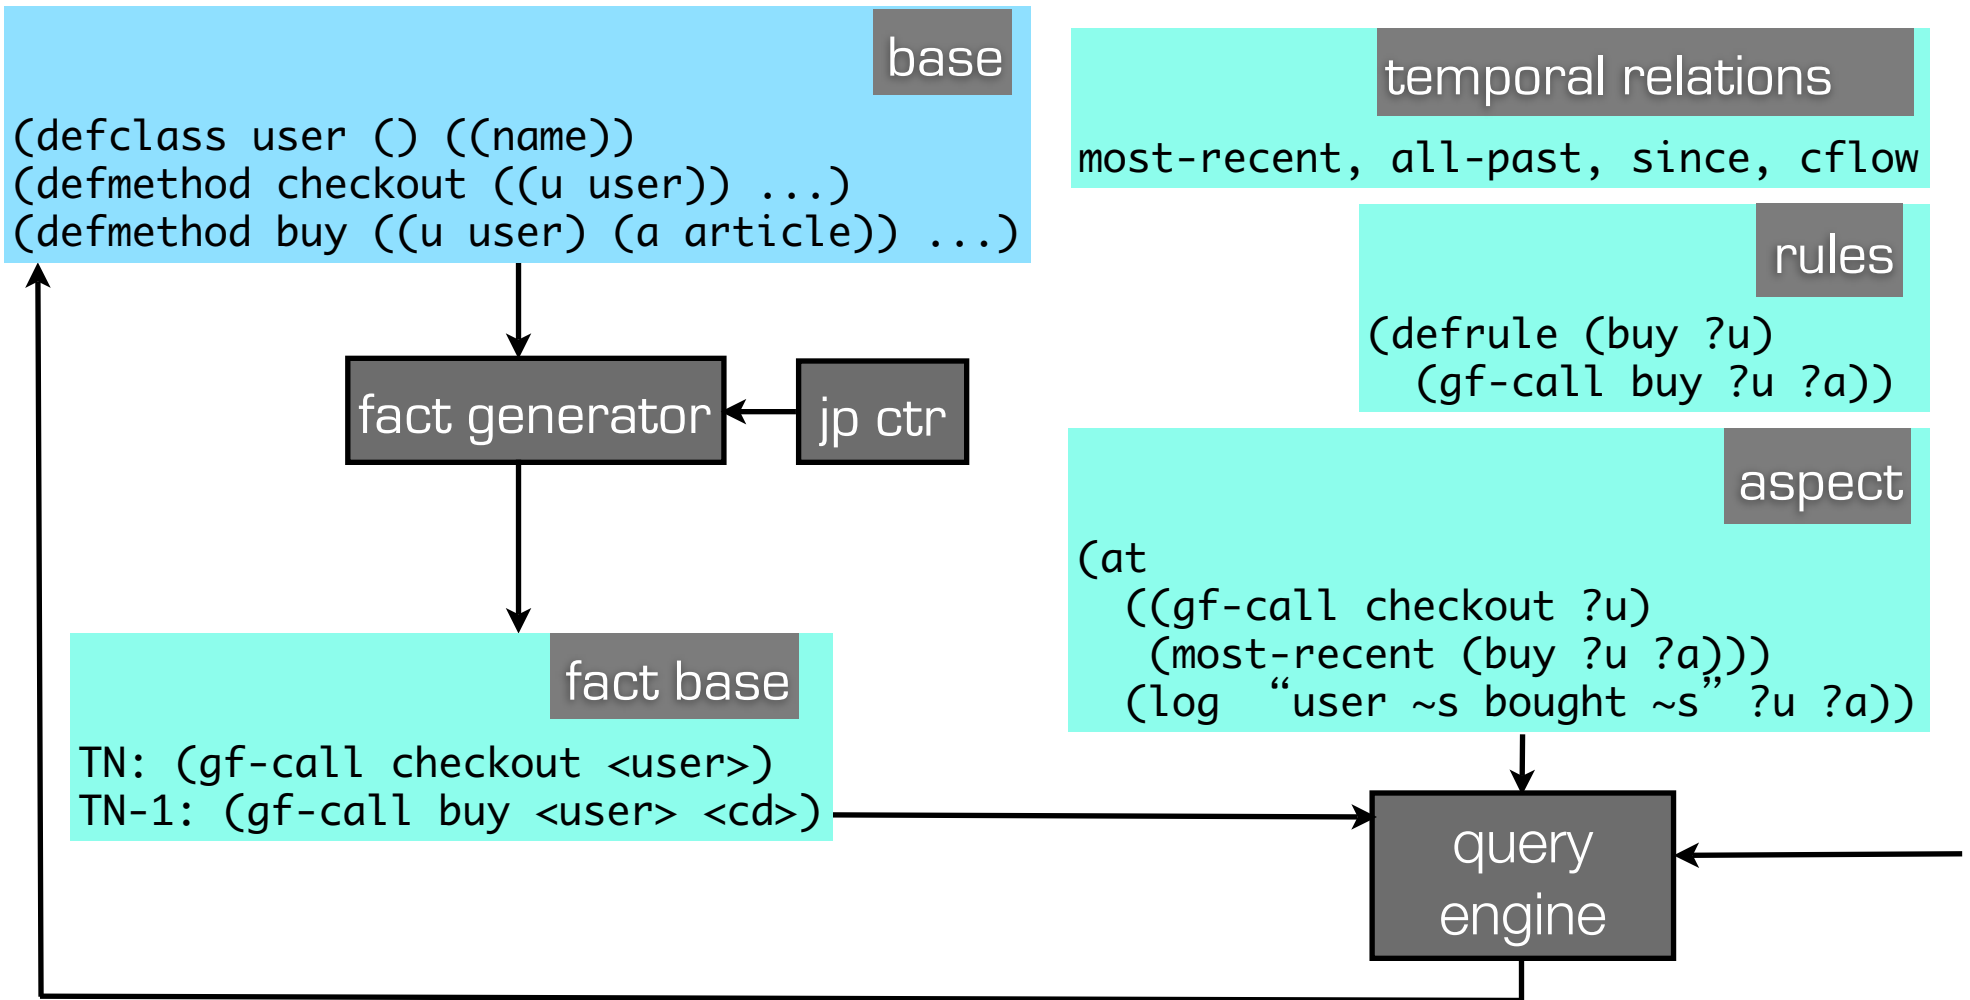 base
(defclass user () ((name))
(defmethod checkout ((u user)) ...)
(defmethod buy ((u user) (a article)) ...)
fact generator
jp ctr
fact base
TN: (gf-call checkout <user>)
TN-1: (gf-call buy <user> <cd>)
temporal relations
most-recent, all-past, since, cflow
rules
(defrule (buy ?u)
(gf-call buy ?u ?a))
aspect
(at
((gf-call checkout ?u)
(most-recent (buy ?u ?a)))
(log “user ~s bought ~s” ?u ?a))
query
engine